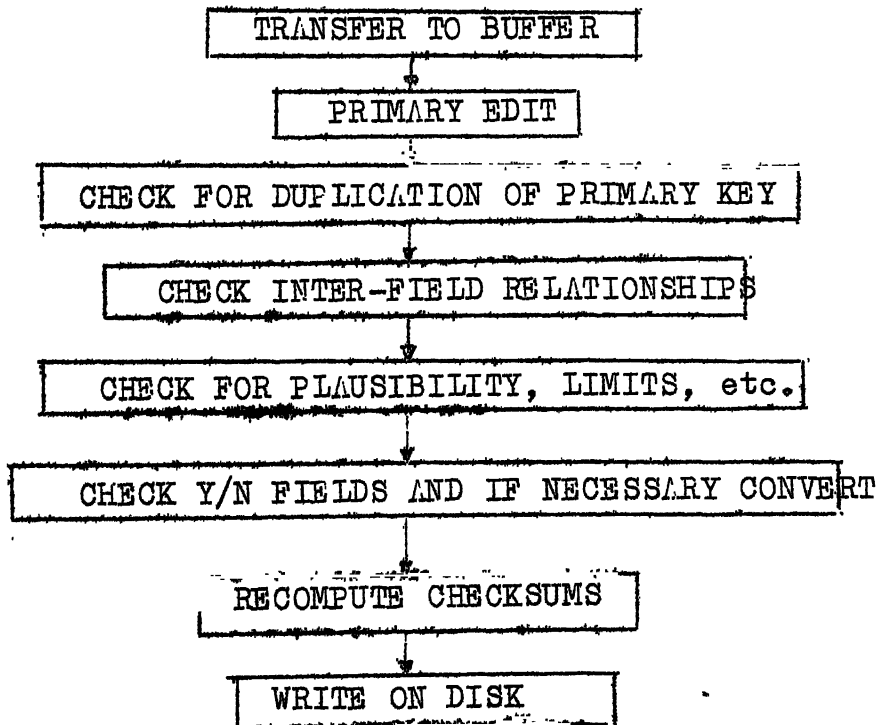 TRANSFER TO BUFFER
PRIMARY EDIT
CHECK FOR DUPLICATION OF PRIMARY KEY
CHECK INTER-FIELD RELATIONSHIPS
CHECK FOR PLAUSIBILITY, LIMITS, etc.
CHECK Y/N FIELDS AND IF NECESSARY CONVERT
RECOMPUTE CHECKSUMS
WRITE ON DISK